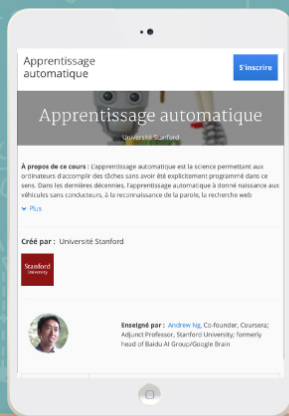 Apprentissage
automatique
S'inscrire
Apprentissage automatique
Université Stanford
À propos de ce cours : L'apprentissage automatique est la science permettant aux
ordinateurs d'accomplir des tâches sans avoir été explicitement programmé dans ce
sens. Dans les dernières décennies, l'apprentissage automatique à donné naissance aux
véhicules sans conducteurs, à la reconnaissance de la parole, la recherche web
Plus
Créé par : Université Stanford
Stanford
University
Enseigné par : Andrew Ng, Co-founder, Coursera;
Adjunct Professor, Stanford University; formerly
head of Baidu AI Group/Google Brain